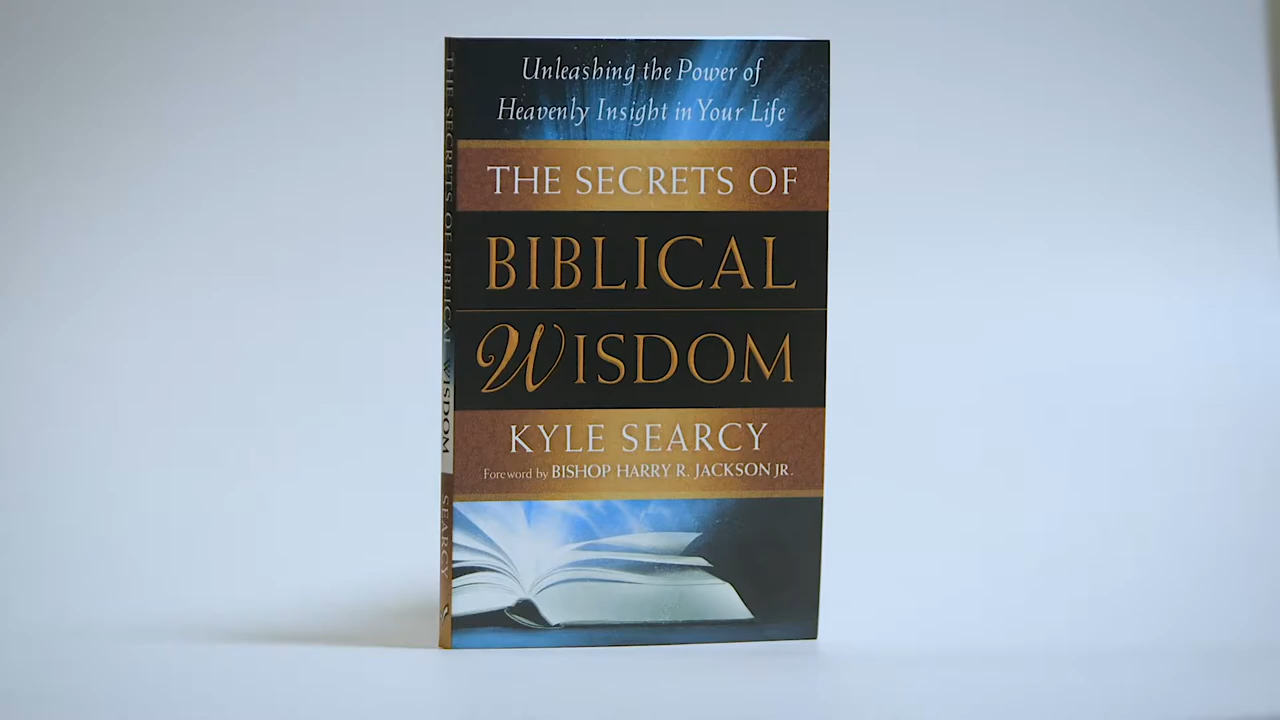 Unleashing the Power of
Heavenly Insight in Your Life
THE SECRETS OF
BIBLICAL
WISDOM
KYLE SEARCY
Foreword by BISHOP HARRY R. JACKSON JR.
THE SECRETS OF BIBLICAL WISDOM SEARCY